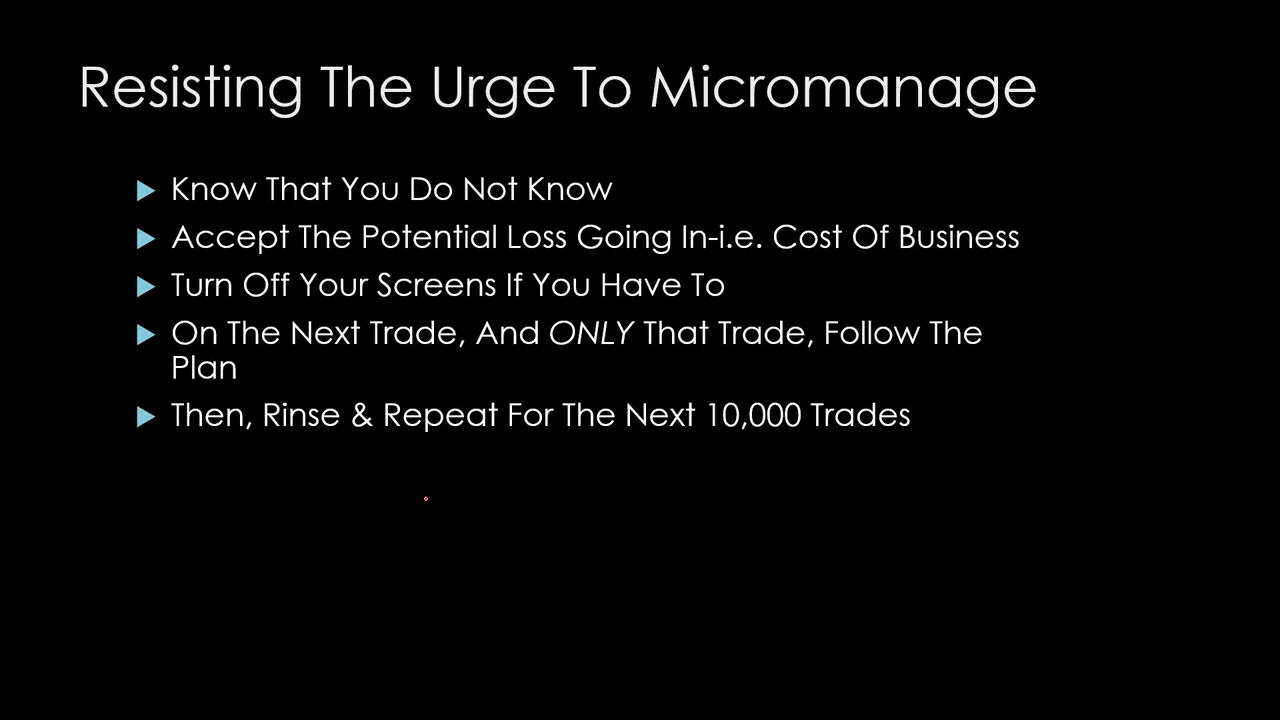 Resisting The Urge To Micromanage
Know That You Do Not Know
Accept The Potential Loss Going In-i.e. Cost Of Business
Turn Off Your Screens If You Have To
On The Next Trade, And ONLY That Trade, Follow The
Plan
Then, Rinse & Repeat For The Next 10,000 Trades